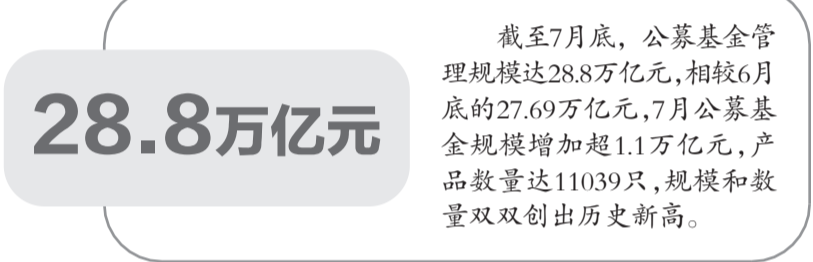 28.8万亿元
截至7月底，公募基金管
理规模达28.8万亿元,相较6月
底的27.69万亿元,7月公募基
金规模增加超1.1万亿元,产
品数量达11039只,规模和数
量双双创出历史新高。